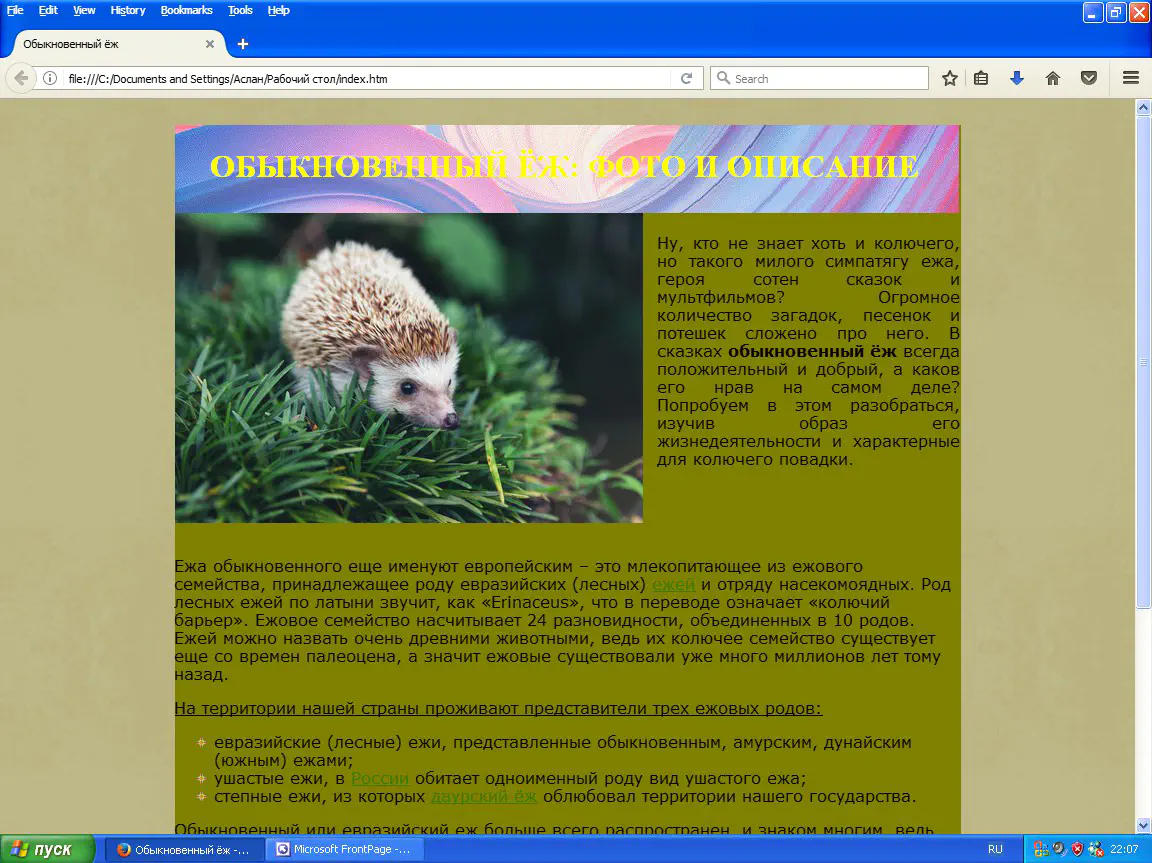 File Edit View History Bookmarks Tools Help
Обыкновенный ёж
file:///C:/Documents and Settings/Аслан/Рабочий стол/index.htm
Search
ОБЫКНОВЕННЫЙ ЁЖ: ФОТО И ОПИСАНИЕ
Ну, кто не знает хоть и колючего,
но такого милого симпатягу ежа,
героя сотен сказок и
мультфильмов? Огромное
количество загадок, песенок и
потешек сложено про него. В
сказках обыкновенный ёж всегда
положительный и добрый, а каков
его нрав на самом деле?
Попробуем в этом разобраться,
изучив образ его
жизнедеятельности и характерные
для колючего повадки.
Ежа обыкновенного еще именуют европейским – это млекопитающее из ежового
семейства, принадлежащее роду евразийских (лесных) ежей и отряду насекомоядных. Род
лесных ежей по латыни звучит, как «Erinaceus», что в переводе означает «колючий
барьер». Ежовое семейство насчитывает 24 разновидности, объединенных в 10 родов.
Ежей можно назвать очень древними животными, ведь их колючее семейство существует
еще со времен палеоцена, а значит ежовые существовали уже много миллионов лет тому
назад.
На территории нашей страны проживают представители трех ежовых родов:
евразийские (лесные) ежи, представленные обыкновенным, амурским, дунайским
(южным) ежами;
ушастые ежи, в России обитает одноименный роду вид ушастого ежа;
степные ежи, из которых даурский ёж облюбовал территории нашего государства.
Обыкновенный или евразийский еж больше всего распространен, и знаком многим, ведь
пуск
Обыкновенный ёж -...
Microsoft FrontPage -...
RU
22:07